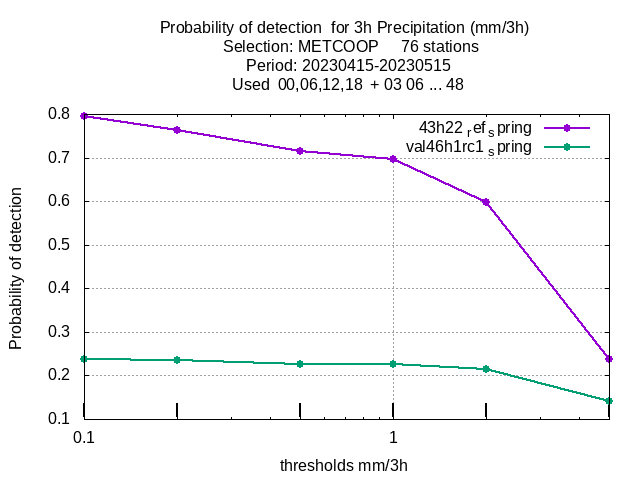 Probability of detection  for 3h Precipitation (mm/3h)
Selection: METCOOP     76 stations
Period: 20230415-20230515
Used  00,06,12,18  + 03 06 ... 48
43h22 ref spring
val46h1rc1 spring
0.8
0.7
0.6
0.5
0.4
0.3
0.2
0.1
Probability of detection
0.1
1
thresholds mm/3h